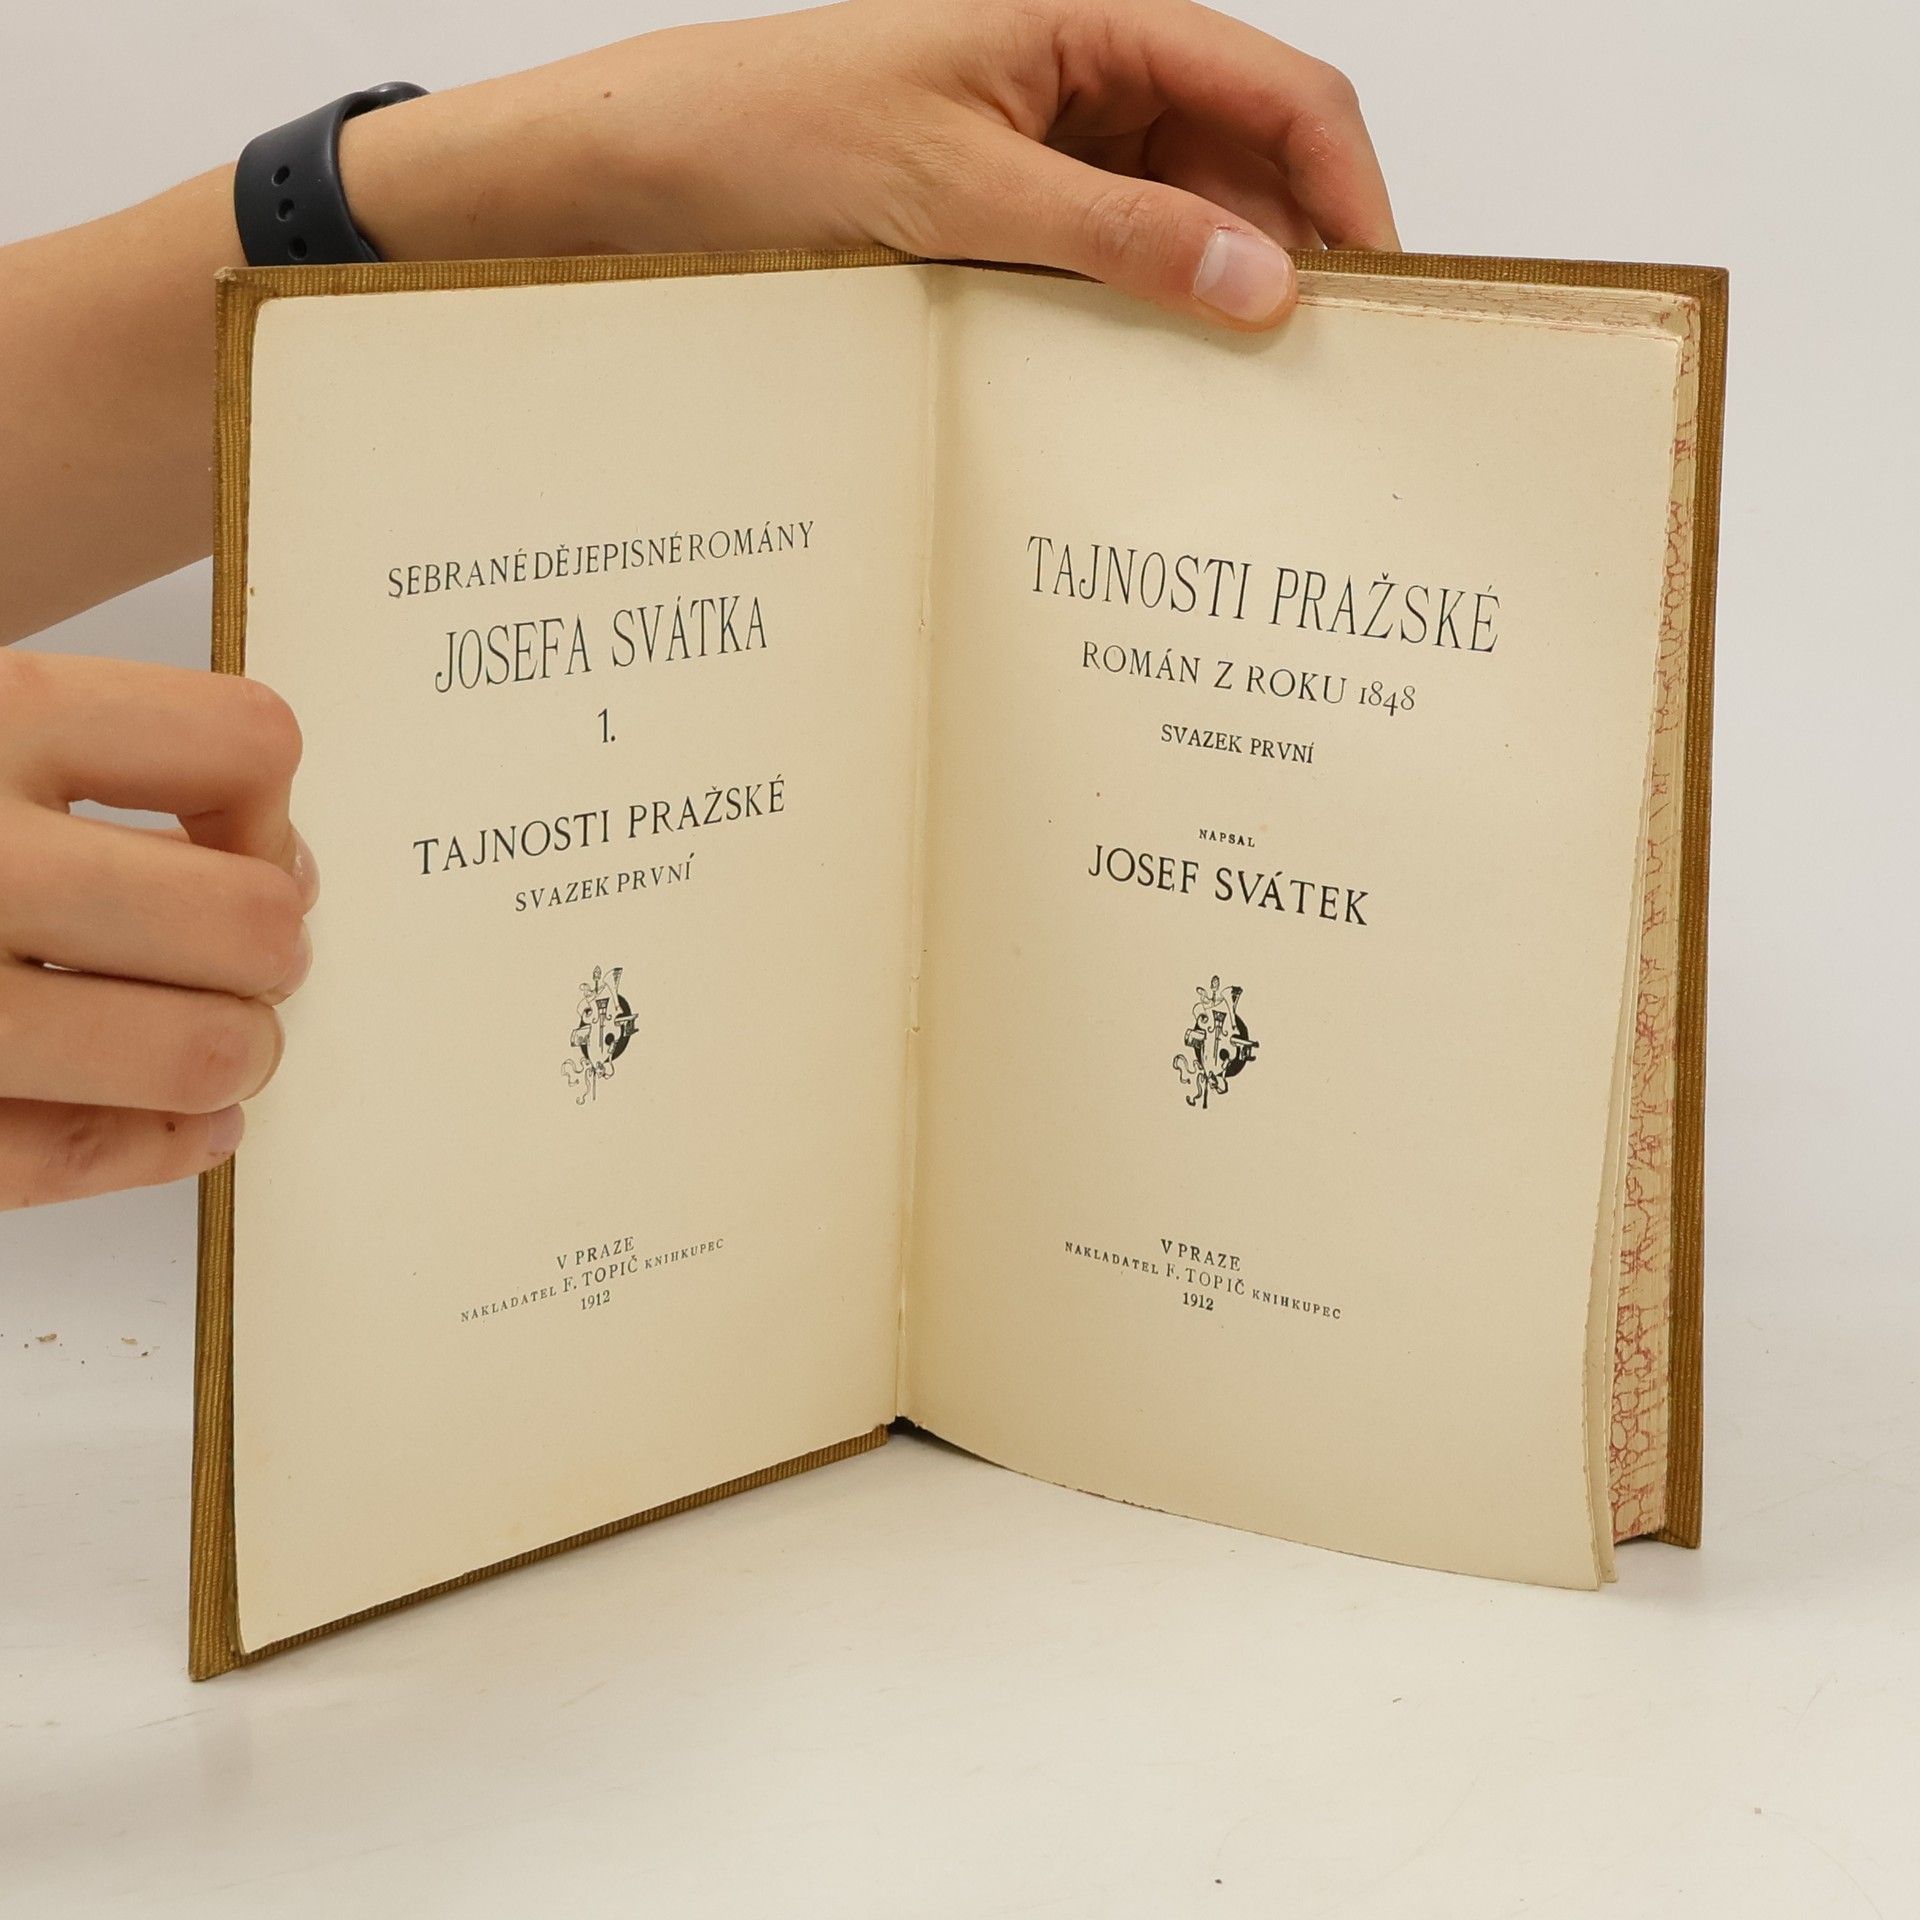 SEBRANÉ DĚJEPISNÉ ROMÁNY
JOSEFA SVÁTKA
1.
TAJNOSTI PRAŽSKÉ
SVAZEK PRVNÍ
V PRAZE
NAKLADATEL F. TOPIČ KNIHKUPEC
1912
TAJNOSTI PRAŽSKÉ
ROMÁN Z ROKU 1848
SVAZEK PRVNÍ
NAPSAL
JOSEF SVÁTEK
V PRAZE
NAKLADATEL F. TOPIČ KNIHKUPEC
1912